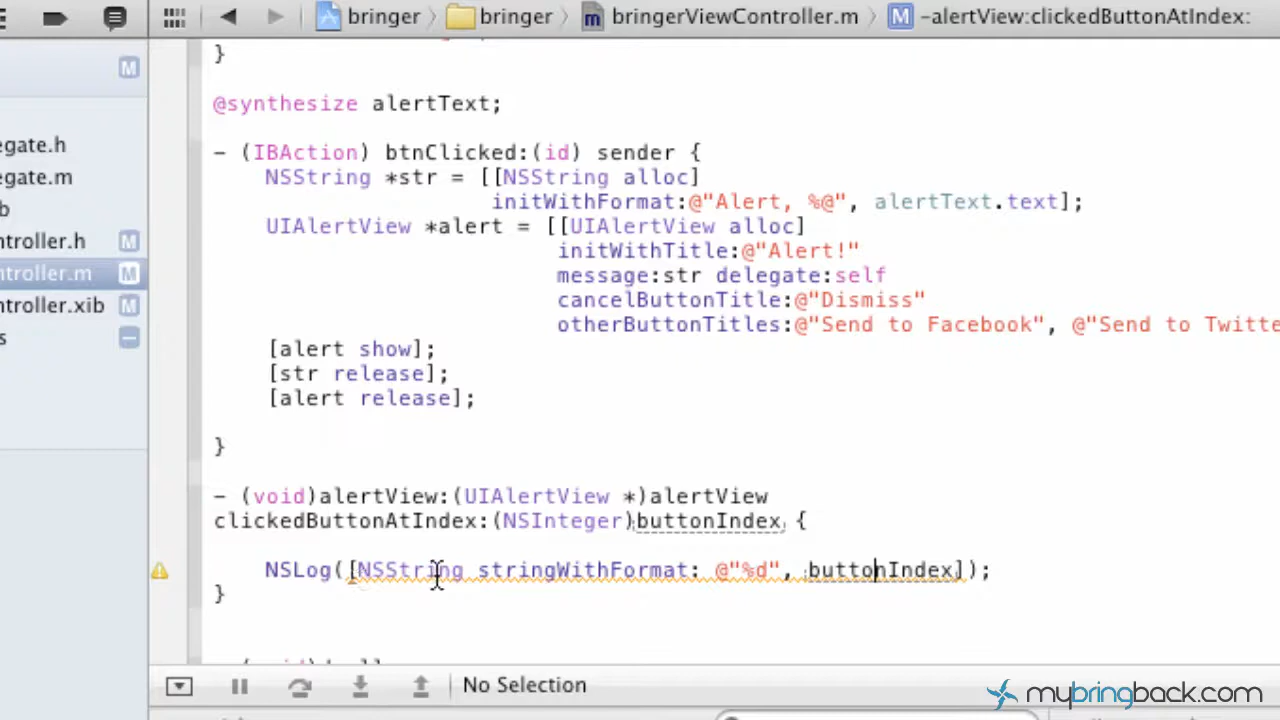 bringer bringer bringerViewController.m -alertView:clickedButtonAtIndex:
M
egate.h
egate.m
b
ntroller.h M
ntroller.m M
ntroller.xib M
s
}
@synthesize alertText;
- (IBAction) btnClicked:(id) sender {
NSString *str = [[NSString alloc]
initWithFormat:@"Alert, %@", alertText.text];
UIAlertView *alert = [[UIAlertView alloc]
initWithTitle:@"Alert!"
message:str delegate:self
cancelButtonTitle:@"Dismiss"
otherButtonTitles:@"Send to Facebook", @"Send to Twitte
[alert show];
[str release];
[alert release];
}
- (void)alertView:(UIAlertView *)alertView
clickedButtonAtIndex:(NSInteger)buttonIndex {
NSLog([NSString stringWithFormat: @"%d", buttonIndex]);
}
No Selection
mybringback.com